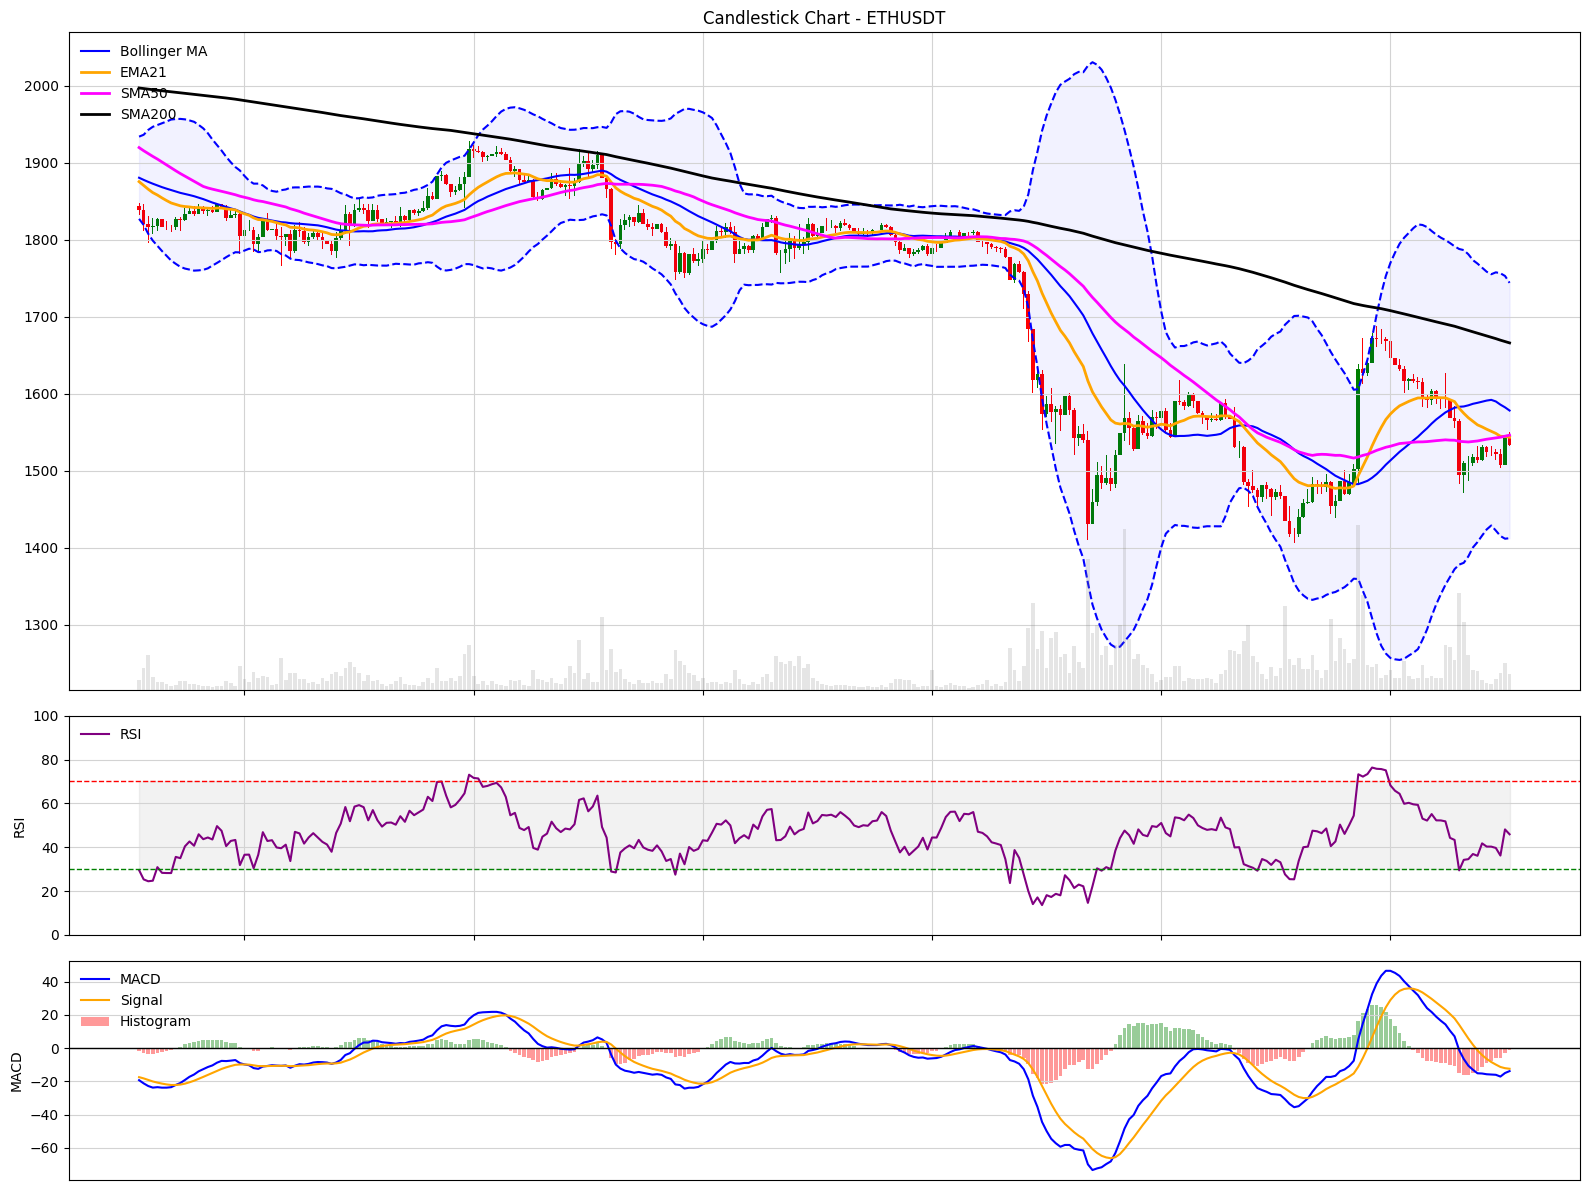 Candlestick Chart - ETHUSDT
Bollinger MA
EMA21
SMA50
SMA200
2000
1900
1800
1700
1600
1500
1400
1300
RSI
100
80
60
40
20
0
RSI
MACD
Signal
Histogram
40
20
0
−20
−40
−60
MACD